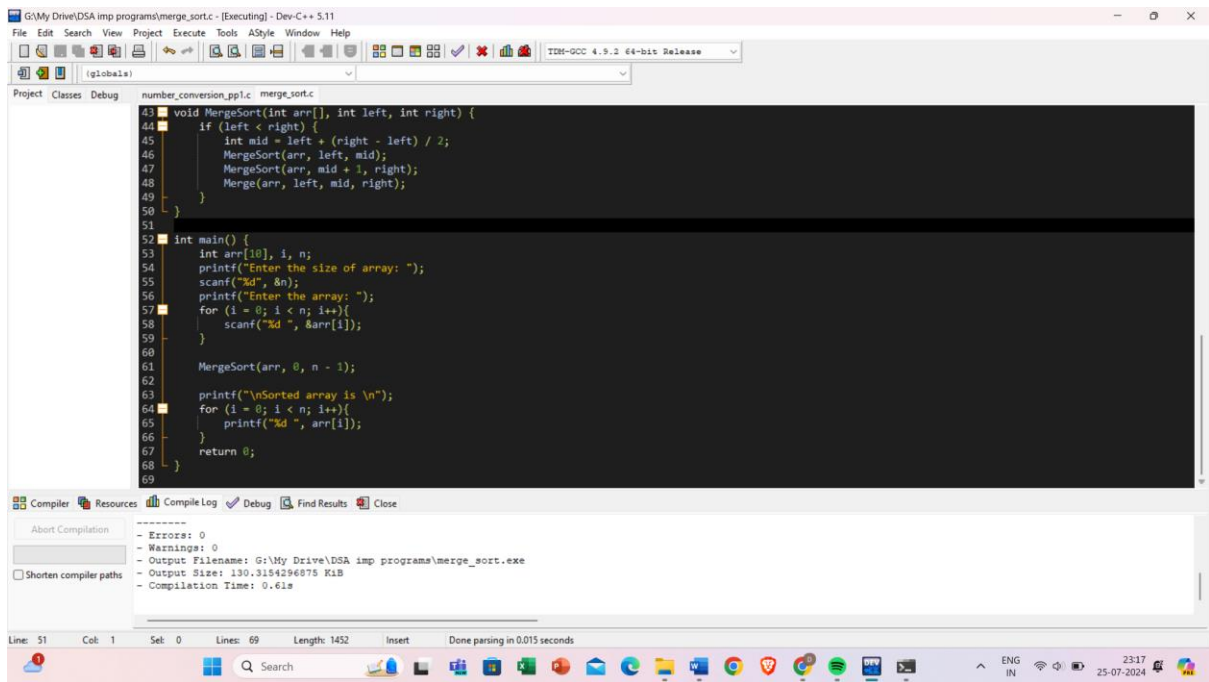 G:\My Drive\DSA imp programs\merge_sort.c - [Executing] - Dev-C++ 5.11
File Edit Search View Project Execute Tools AStyle Window Help
TDM-GCC 4.9.2 64-bit Release
(globals)
Project Classes Debug number_conversion_pp1.c merge_sort.c
43 void MergeSort(int arr[], int left, int right) {
44 if (left < right) {
45 int mid = left + (right - left) / 2;
46 MergeSort(arr, left, mid);
47 MergeSort(arr, mid + 1, right);
48 Merge(arr, left, mid, right);
49 }
50 }
51
52 int main() {
53 int arr[10], i, n;
54 printf("Enter the size of array: ");
55 scanf("%d", &n);
56 printf("Enter the array: ");
57 for (i = 0; i < n; i++){
58 scanf("%d ", &arr[i]);
59 }
60
61 MergeSort(arr, 0, n - 1);
62
63 printf("\nSorted array is \n");
64 for (i = 0; i < n; i++){
65 printf("%d ", arr[i]);
66 }
67 return 0;
68 }
69
Compiler Resources Compile Log Debug Find Results Close
Abort Compilation
Shorten compiler paths
--------
- Errors: 0
- Warnings: 0
- Output Filename: G:\My Drive\DSA imp programs\merge_sort.exe
- Output Size: 130.3154296875 KiB
- Compilation Time: 0.61s
Line: 51 Col: 1 Sel: 0 Lines: 69 Length: 1452 Insert Done parsing in 0.015 seconds
1 Search DEV ENG IN 23:17 25-07-2024 PRE